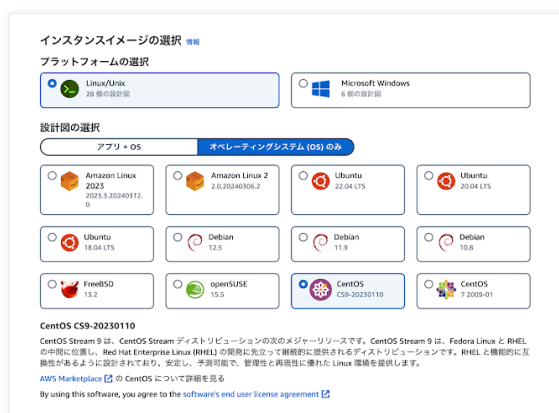 インスタンスイメージの選択 情報
プラットフォームの選択
Linux/Unix
28 個の設計図
Microsoft Windows
6 個の設計図
設計図の選択
アプリ + OS
オペレーティングシステム (OS) のみ
Amazon Linux 2023
2023.3.20240312.0
Amazon Linux 2
2.0.20240306.2
Ubuntu
22.04 LTS
Ubuntu
20.04 LTS
Ubuntu
18.04 LTS
Debian
12.5
Debian
11.9
Debian
10.8
FreeBSD
13.2
openSUSE
15.5
CentOS
CS9-20230110
CentOS
7 2009-01
CentOS CS9-20230110
CentOS Stream 9 は、CentOS Stream ディストリビューションの次のメジャーリリースです。CentOS Stream 9 は、Fedora Linux と RHEL
の中間に位置し、Red Hat Enterprise Linux (RHEL) の開発に先立って継続的に提供されるディストリビューションです。RHEL と機能的に互
換性があるように設計されており、安定し、予測可能で、管理性と再現性に優れた Linux 環境を提供します。
AWS Marketplace の CentOS について詳細を見る
By using this software, you agree to the software's end user license agreement